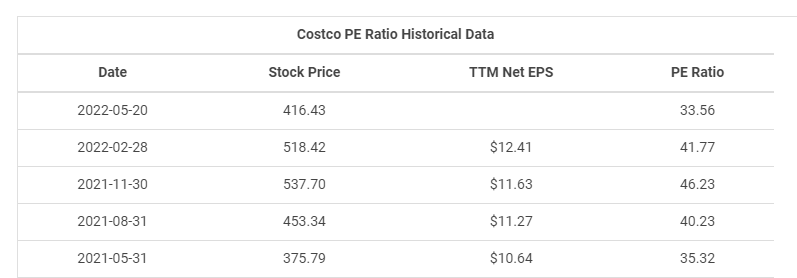 Costco PE Ratio Historical Data
Date Stock Price TTM Net EPS PE Ratio
2022-05-20 416.43 33.56
2022-02-28 518.42 $12.41 41.77
2021-11-30 537.70 $11.63 46.23
2021-08-31 453.34 $11.27 40.23
2021-05-31 375.79 $10.64 35.32